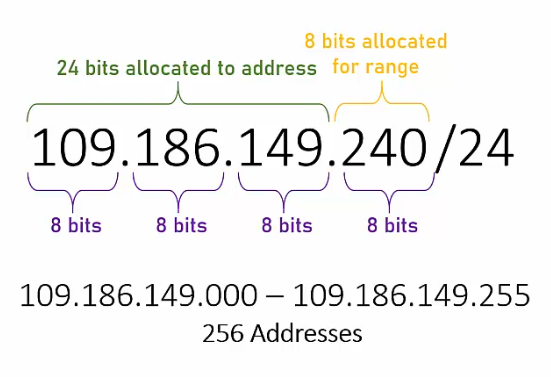 8 bits allocated
24 bits allocated to address for range
109.186.149.240/24
8 bits 8 bits 8 bits 8 bits
109.186.149.000 – 109.186.149.255
256 Addresses